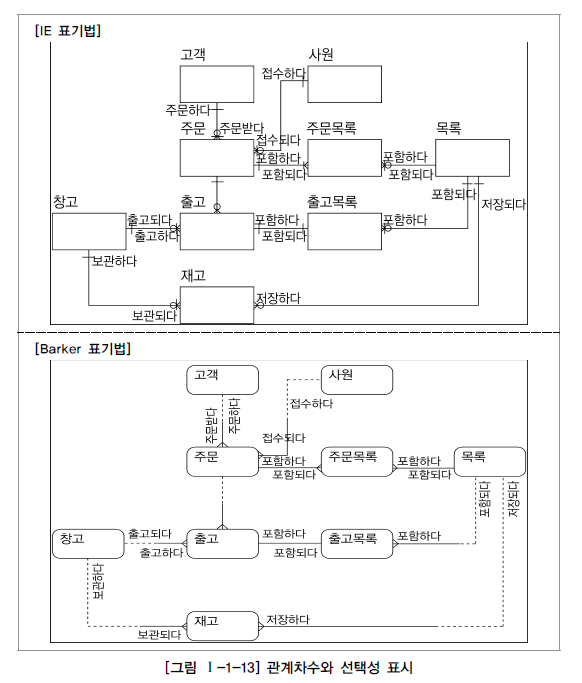 [IE 표기법]
고객
사원
접수하다
주문하다
주문
주문받다
주문목록
목록
접수되다
포함하다
포함되다
포함하다
포함되다
포함되다
저장되다
창고
출고
출고목록
출고되다
출고하다
포함하다
포함되다
포함하다
보관하다
재고
저장하다
보관되다
[Barker 표기법]
고객
사원
주문받다
주문하다
접수하다
접수되다
주문
포함하다
포함되다
주문목록
포함하다
포함되다
목록
포함되다
저장되다
창고
출고되다
출고하다
출고
포함하다
포함되다
출고목록
포함하다
보관하다
재고
저장하다
보관되다
[그림 Ⅰ-1-13] 관계차수와 선택성 표시